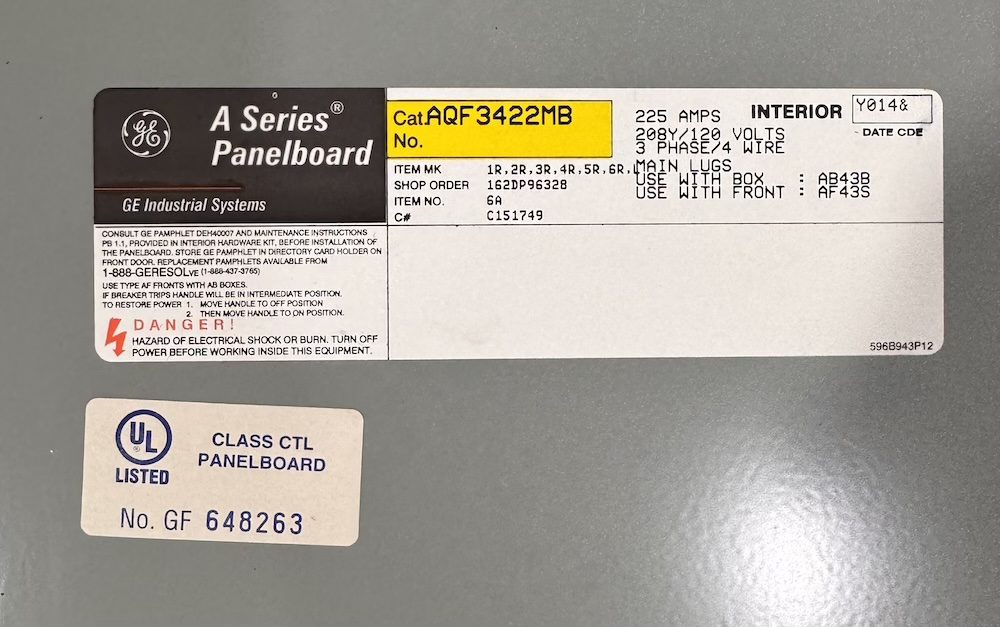 GE
A Series®
Panelboard
GE Industrial Systems
Cat. AQF3422MB
No.
ITEM MK 1R,2R,3R,4R,5R,6R,
SHOP ORDER 162DP96328
ITEM NO. 6A
C# C151749
225 AMPS INTERIOR
Y014&
DATE CDE
208Y/120 VOLTS
3 PHASE/4 WIRE
MAIN LUGS
USE WITH BOX : AB43B
USE WITH FRONT : AF43S
CONSULT GE PAMPHLET DEH40007 AND MAINTENANCE INSTRUCTIONS
PB 1.1, PROVIDED IN INTERIOR HARDWARE KIT, BEFORE INSTALLATION OF
THE PANELBOARD. STORE GE PAMPHLET IN DIRECTORY CARD HOLDER ON
FRONT DOOR. REPLACEMENT PAMPHLETS AVAILABLE FROM
1-888-GERESOLVE (1-888-437-3765)
USE TYPE AF FRONTS WITH AB BOXES.
IF BREAKER TRIPS HANDLE WILL BE IN INTERMEDIATE POSITION.
TO RESTORE POWER 1. MOVE HANDLE TO OFF POSITION
2. THEN MOVE HANDLE TO ON POSITION.
DANGER!
HAZARD OF ELECTRICAL SHOCK OR BURN. TURN OFF
POWER BEFORE WORKING INSIDE THIS EQUIPMENT.
596B943P12
UL®
LISTED
CLASS CTL
PANELBOARD
No. GF 648263